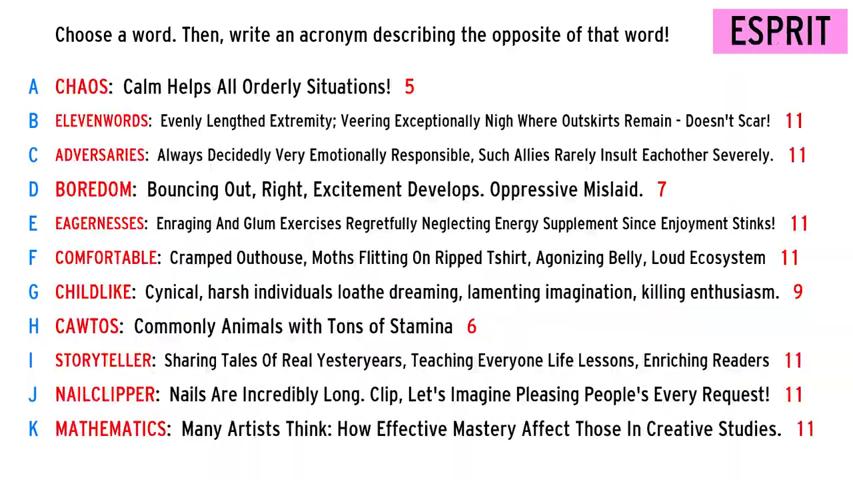 Choose a word. Then, write an acronym describing the opposite of that word!
ESPRIT
A CHAOS: Calm Helps All Orderly Situations! 5
B ELEVENWORDS: Evenly Lengthed Extremity; Veering Exceptionally Nigh Where Outskirts Remain - Doesn't Scar! 11
C ADVERSARIES: Always Decidedly Very Emotionally Responsible, Such Allies Rarely Insult Eachother Severely. 11
D BOREDOM: Bouncing Out, Right, Excitement Develops. Oppressive Mislaid. 7
E EAGERNESSES: Enraging And Glum Exercises Regretfully Neglecting Energy Supplement Since Enjoyment Stinks! 11
F COMFORTABLE: Cramped Outhouse, Moths Flitting On Ripped Tshirt, Agonizing Belly, Loud Ecosystem 11
G CHILDLIKE: Cynical, harsh individuals loathe dreaming, lamenting imagination, killing enthusiasm. 9
H CAWTOS: Commonly Animals with Tons of Stamina 6
I STORYTELLER: Sharing Tales Of Real Yesteryears, Teaching Everyone Life Lessons, Enriching Readers 11
J NAILCLIPPER: Nails Are Incredibly Long. Clip, Let's Imagine Pleasing People's Every Request! 11
K MATHEMATICS: Many Artists Think: How Effective Mastery Affect Those In Creative Studies. 11